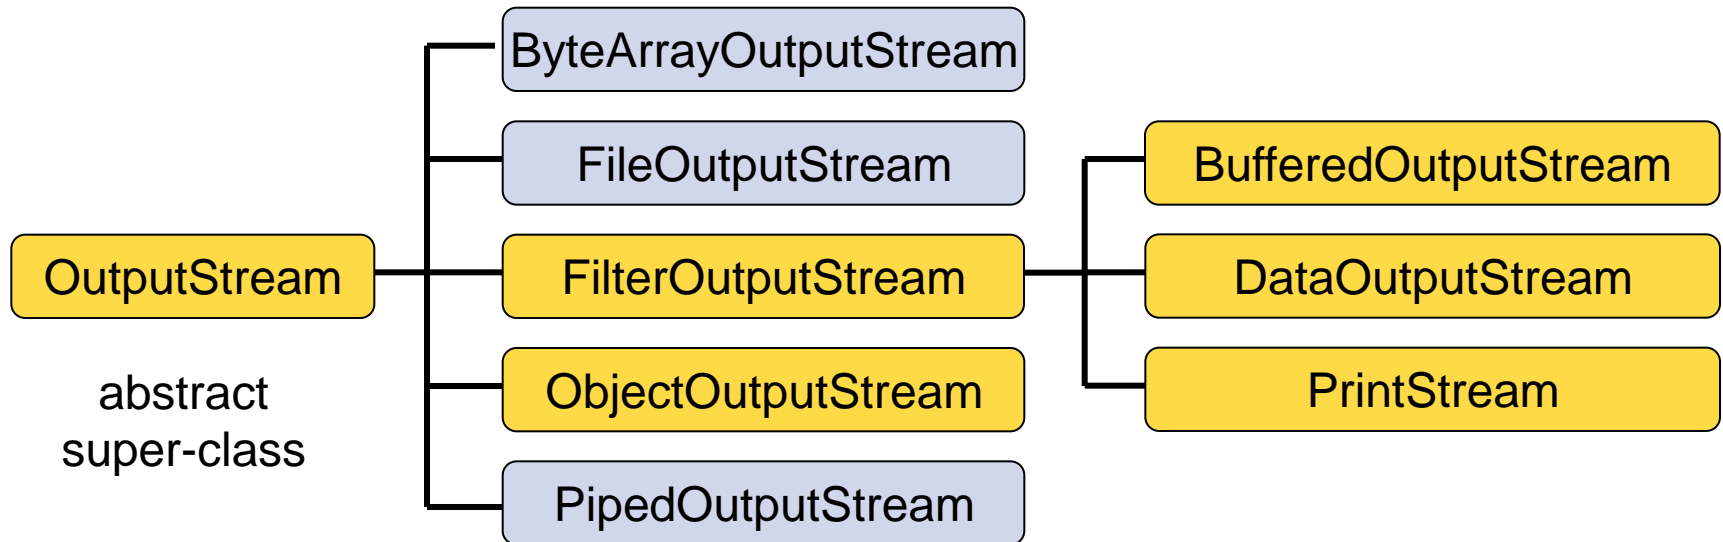 ByteArrayOutputStream
FileOutputStream
BufferedOutputStream
OutputStream
FilterOutputStream
DataOutputStream
abstract
super-class
ObjectOutputStream
PrintStream
PipedOutputStream